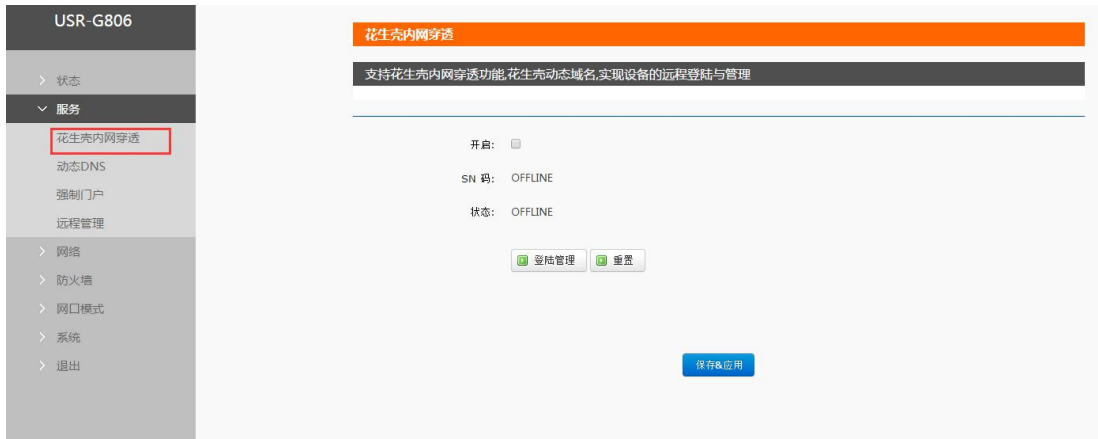 USR-G806
状态
服务
花生壳内网穿透
动态DNS
强制门户
远程管理
网络
防火墙
网口模式
系统
退出
花生壳内网穿透
支持花生壳内网穿透功能,花生壳动态域名,实现设备的远程登陆与管理
开启:
SN 码: OFFLINE
状态: OFFLINE
登陆管理 重置
保存&应用